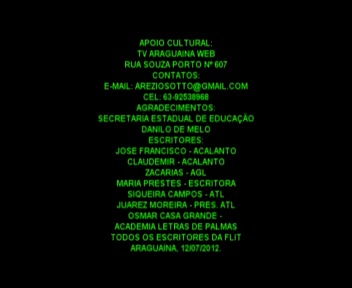 APOIO CULTURAL:
TV ARAGUAINA WEB
RUA SOUZA PORTO Nº 607
CONTATOS:
E-MAIL: AREZIOSOTTO@GMAIL.COM
CEL: 63-92538968
AGRADECIMENTOS:
SECRETARIA ESTADUAL DE EDUCAÇÃO
DANILO DE MELO
ESCRITORES:
JOSE FRANCISCO - ACALANTO
CLAUDEMIR - ACALANTO
ZACARIAS - AGL
MARIA PRESTES - ESCRITORA
SIQUEIRA CAMPOS - ATL
JUAREZ MOREIRA - PRES. ATL
OSMAR CASA GRANDE -
ACADEMIA LETRAS DE PALMAS
TODOS OS ESCRITORES DA FLIT
ARAGUAINA, 12/07/2012.